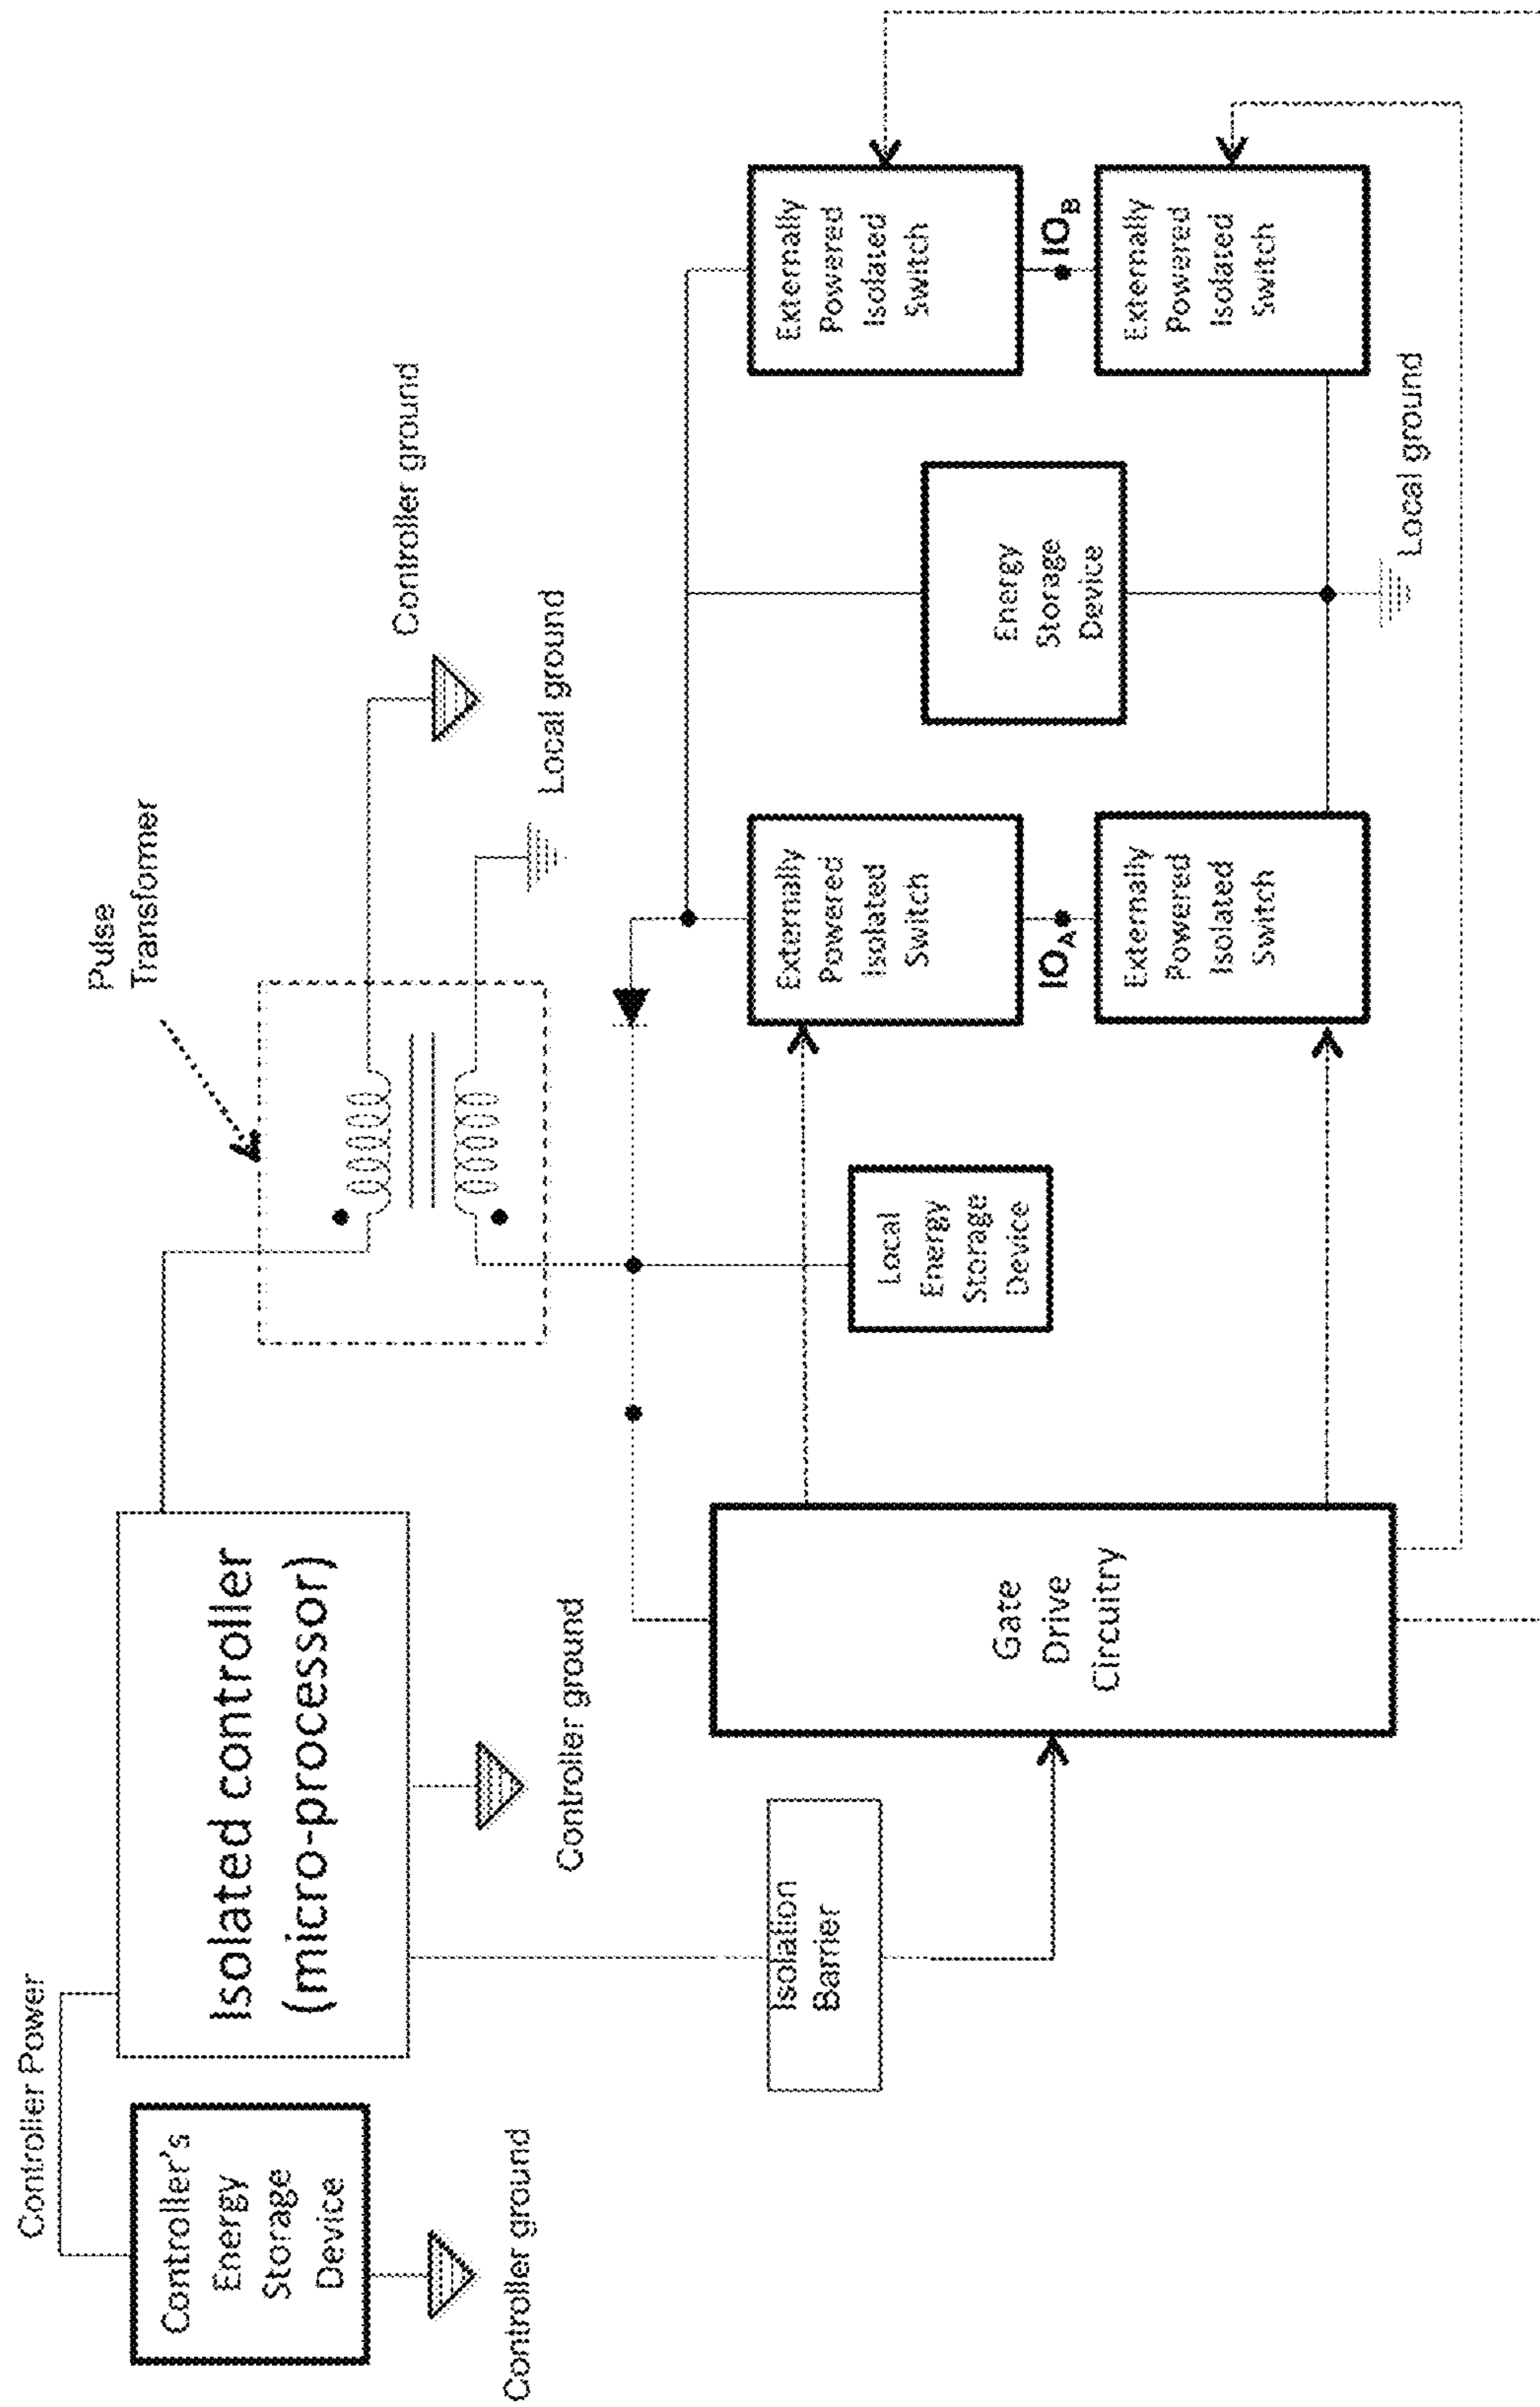 Controller Power
Controller's
Energy
Storage
Device
Controller ground
Isolated controller
(micro-processor)
Controller ground
Pulse
Transformer
Controller ground
Local ground
Isolation
Barrier
Gate
Drive
Circuitry
Local
Energy
Storage
Device
Externally
Powered
Isolated
Switch
IOA
Externally
Powered
Isolated
Switch
Energy
Storage
Device
Local ground
Externally
Powered
Isolated
Switch
IOB
Externally
Powered
Isolated
Switch